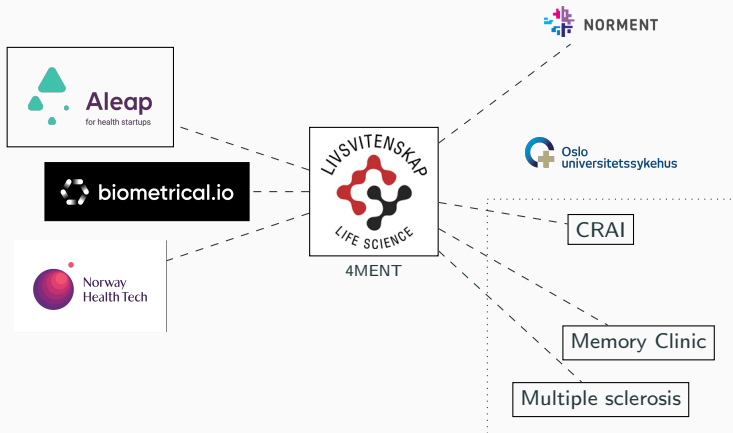 NORMENT
Aleap
for health startups
biometrical.io
Norway
Health Tech
LIVSVITENSKAP
LIFE SCIENCE
4MENT
Oslo
universitetssykehus
CRAI
Memory Clinic
Multiple sclerosis